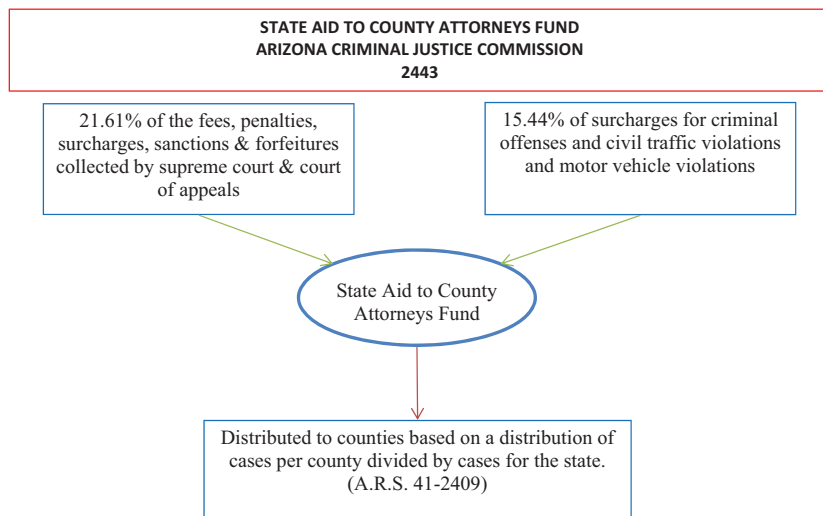 STATE AID TO COUNTY ATTORNEYS FUND
ARIZONA CRIMINAL JUSTICE COMMISSION
2443
21.61% of the fees, penalties,
surcharges, sanctions & forfeitures
collected by supreme court & court
of appeals
15.44% of surcharges for criminal
offenses and civil traffic violations
and motor vehicle violations
State Aid to County
Attorneys Fund
Distributed to counties based on a distribution of
cases per county divided by cases for the state.
(A.R.S. 41-2409)